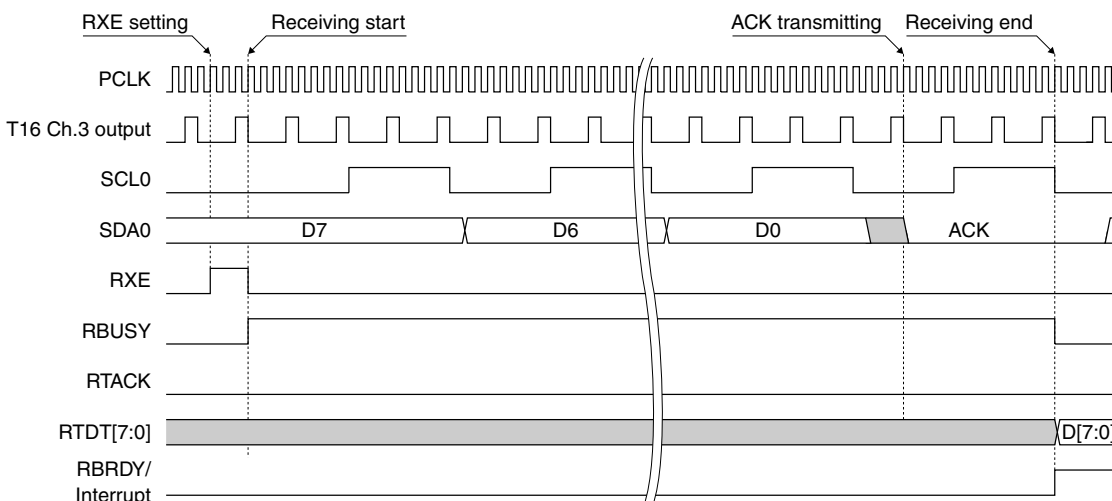 RXE setting
Receiving start
ACK transmitting
Receiving end
PCLK
T16 Ch.3 output
SCL0
SDA0
D7
D6
D0
ACK
RXE
RBUSY
RTACK
RTDT[7:0]
D[7:0]
RBRDY/
Interrupt